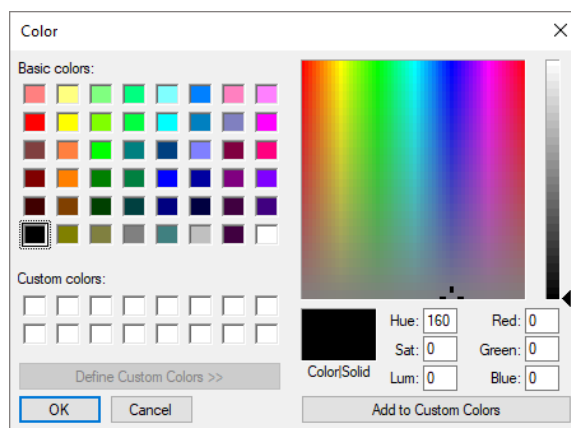 Color
Basic colors:
Custom colors:
Define Custom Colors >>
OK
Cancel
Color|Solid
Hue: 160
Sat: 0
Lum: 0
Red: 0
Green: 0
Blue: 0
Add to Custom Colors